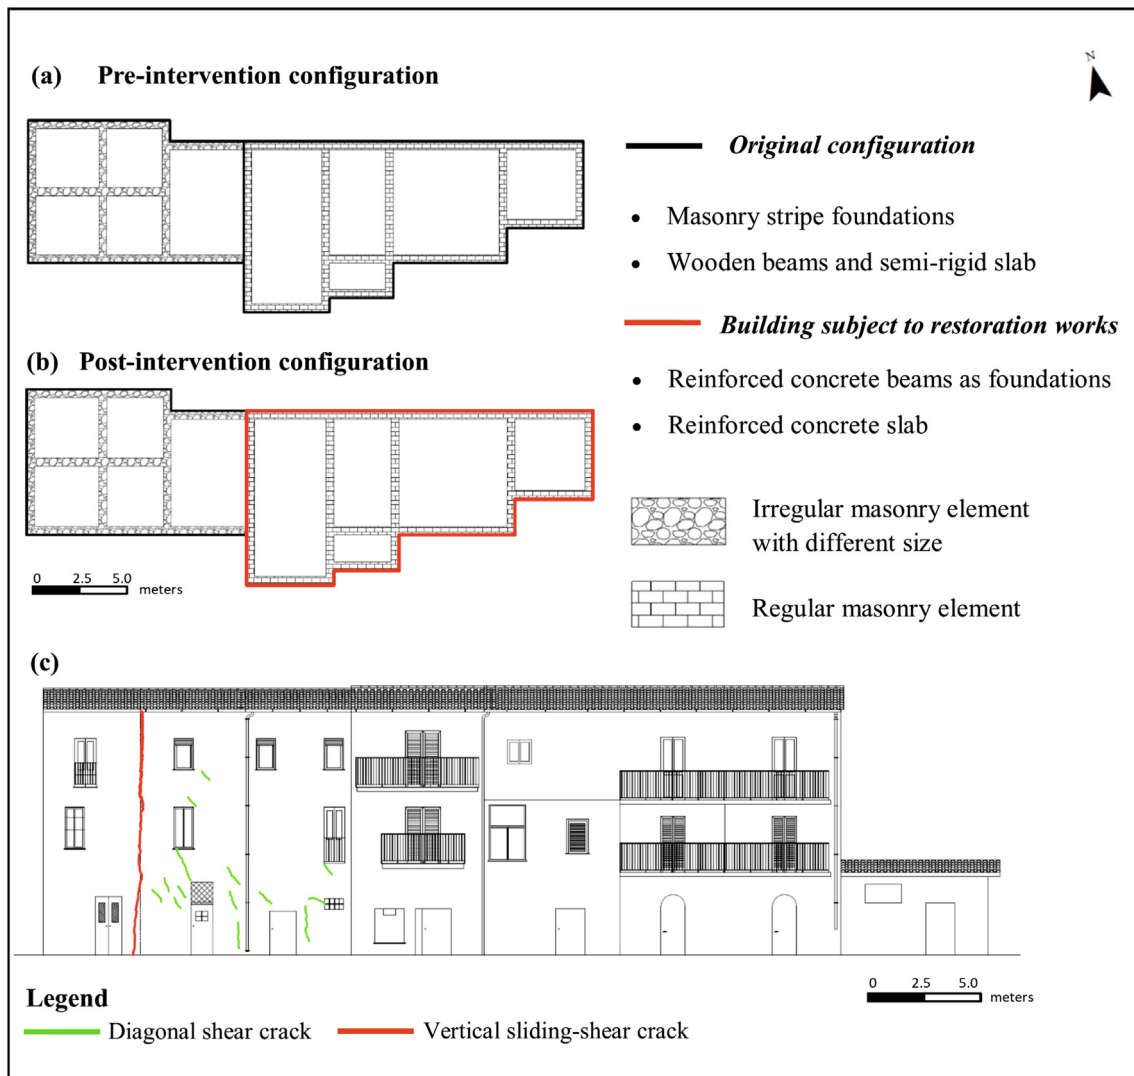 (a) Pre-intervention configuration
N
Original configuration
• Masonry stripe foundations
• Wooden beams and semi-rigid slab
Building subject to restoration works
(b) Post-intervention configuration
• Reinforced concrete beams as foundations
• Reinforced concrete slab
Irregular masonry element
with different size
0 2.5 5.0
meters
Regular masonry element
(c)
0 2.5 5.0
meters
Legend
Diagonal shear crack
Vertical sliding-shear crack